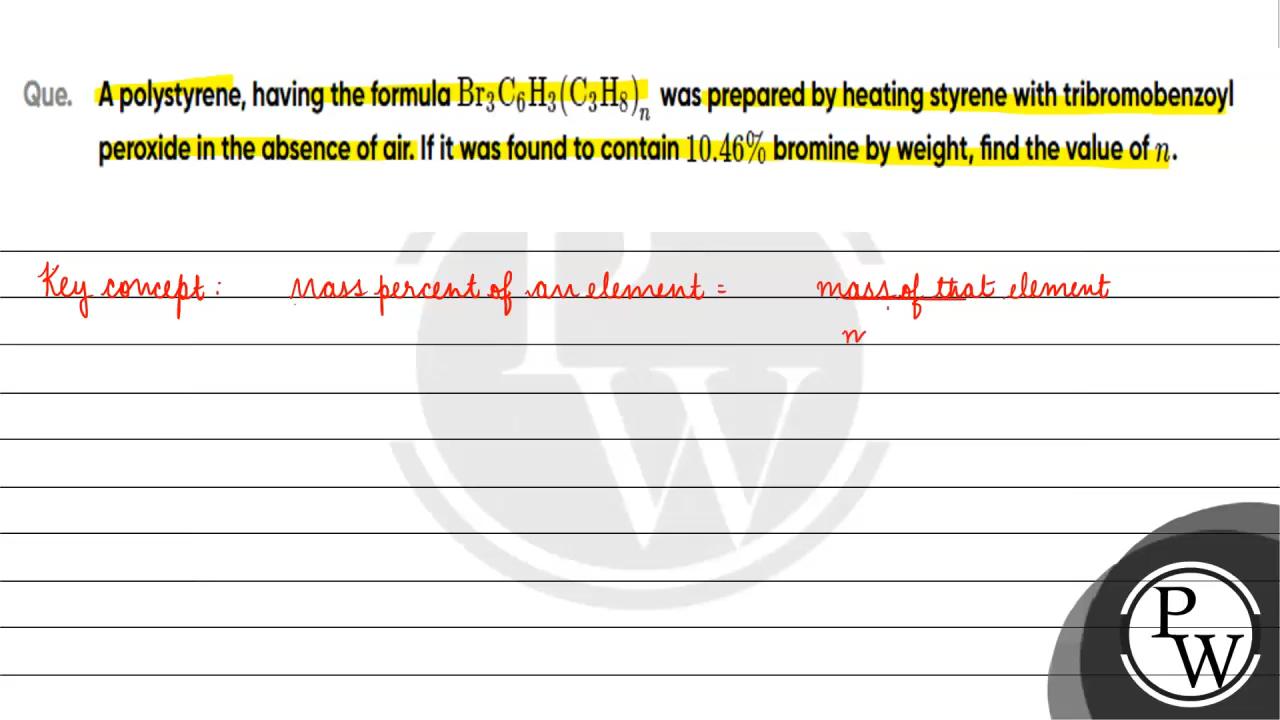 Que. A polystyrene, having the formula Br₃C₆H₃(C₃H₈)ₙ was prepared by heating styrene with tribromobenzoyl
peroxide in the absence of air. If it was found to contain 10.46% bromine by weight, find the value of n.
Key concept : Mass percent of an element = mass of that element
n
PW
PW